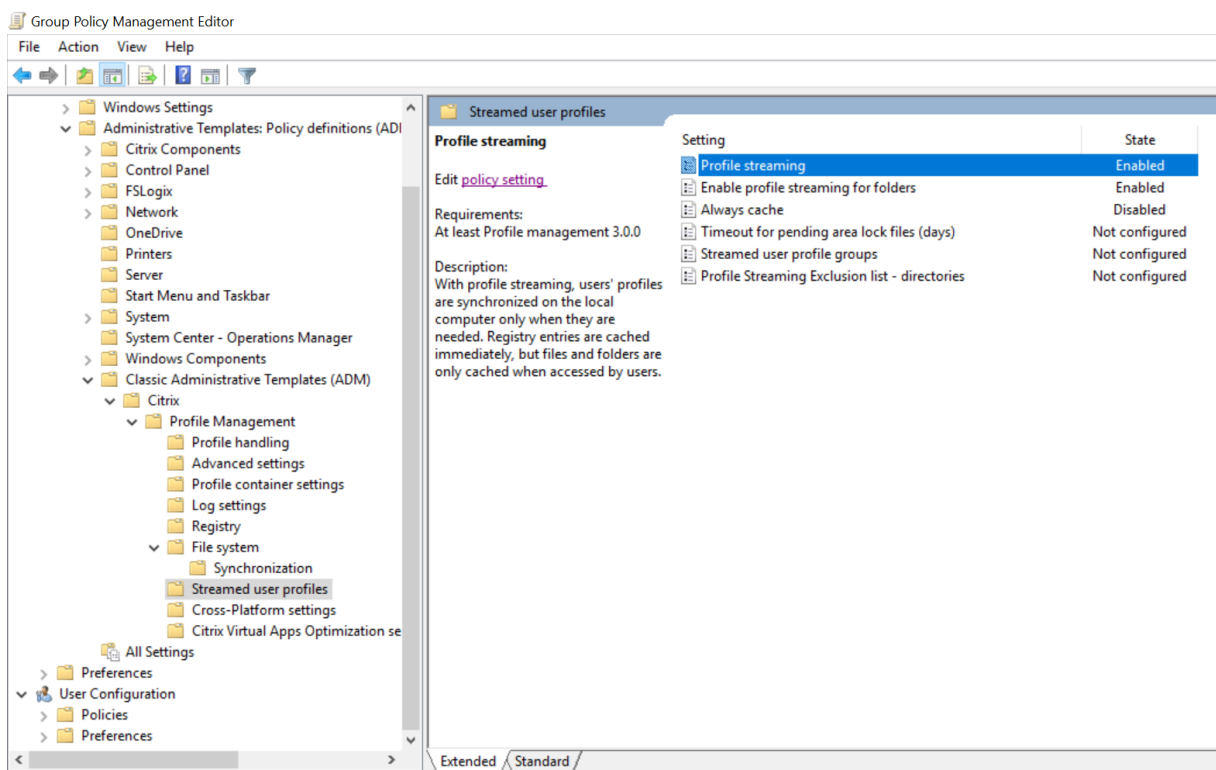 Group Policy Management Editor
File Action View Help
Windows Settings
Administrative Templates: Policy definitions (ADI
Citrix Components
Control Panel
FSLogix
Network
OneDrive
Printers
Server
Start Menu and Taskbar
System
System Center - Operations Manager
Windows Components
Classic Administrative Templates (ADM)
Citrix
Profile Management
Profile handling
Advanced settings
Profile container settings
Log settings
Registry
File system
Synchronization
Streamed user profiles
Cross-Platform settings
Citrix Virtual Apps Optimization se
All Settings
Preferences
User Configuration
Policies
Preferences
Streamed user profiles
Profile streaming
Edit policy setting
Requirements:
At least Profile management 3.0.0
Description:
With profile streaming, users' profiles
are synchronized on the local
computer only when they are
needed. Registry entries are cached
immediately, but files and folders are
only cached when accessed by users.
Setting State
Profile streaming Enabled
Enable profile streaming for folders Enabled
Always cache Disabled
Timeout for pending area lock files (days) Not configured
Streamed user profile groups Not configured
Profile Streaming Exclusion list - directories Not configured
Extended Standard